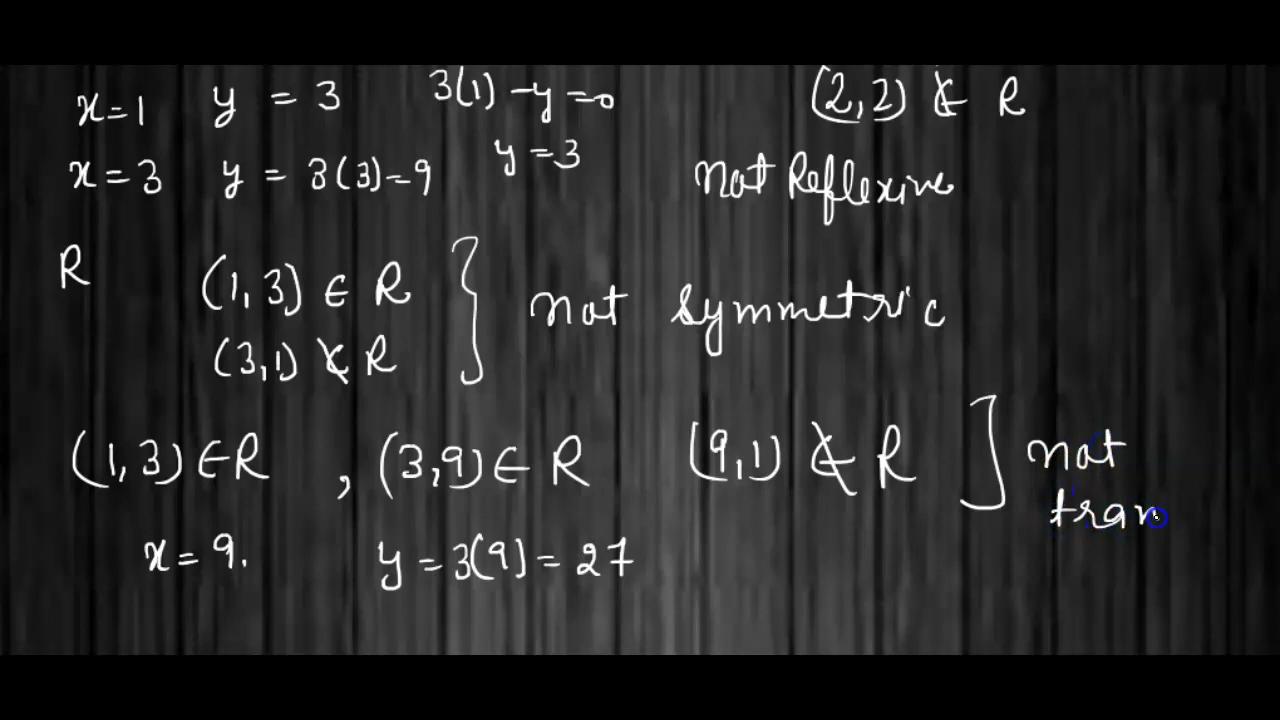 x=1 y = 3 3(1) -y =0 (2,2) ∉ R
x = 3 y = 3(3)=9 y =3 not Reflexive
R (1,3) ∈ R } not symmetric
(3,1) ∉ R
(1,3) ∈ R , (3,9) ∈ R (9,1) ∉ R ] not
tran
x = 9. y = 3(9) = 27